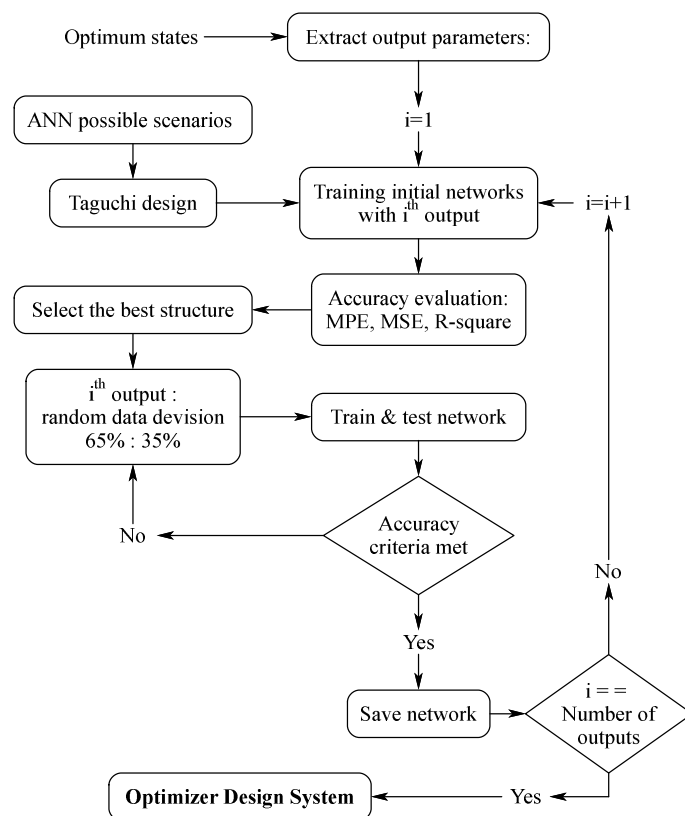 Optimum states
Extract output parameters:
i=1
ANN possible scenarios
Taguchi design
Training initial networks
with i^th output
i=i+1
Accuracy evaluation:
MPE, MSE, R-square
Select the best structure
i^th output :
random data devision
65% : 35%
Train & test network
Accuracy
criteria met
No
Yes
No
Save network
i = =
Number of
outputs
Yes
Optimizer Design System